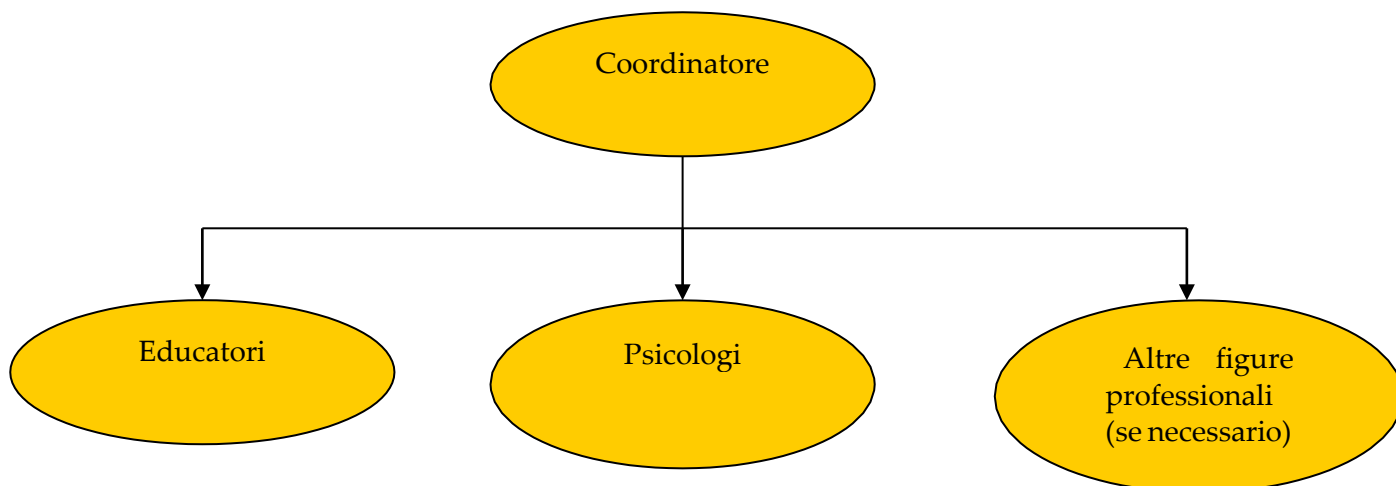 Coordinatore
Educatori
Psicologi
Altre figure
professionali
(se necessario)